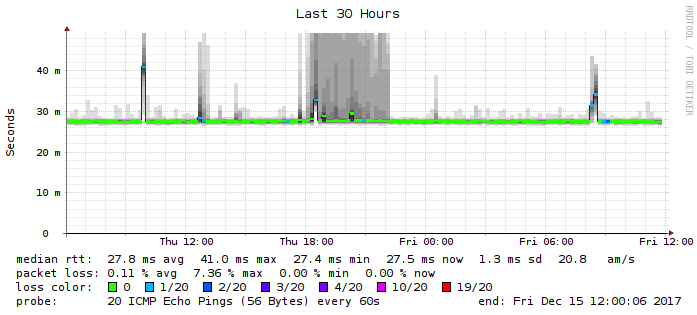 Last 30 Hours
RRDTOOL / TOBI OETIKER
Seconds
40 m
30 m
20 m
10 m
0
Thu 12:00 Thu 18:00 Fri 00:00 Fri 06:00 Fri 12:00
median rtt: 27.8 ms avg 41.0 ms max 27.4 ms min 27.5 ms now 1.3 ms sd 20.8 am/s
packet loss: 0.11 % avg 7.36 % max 0.00 % min 0.00 % now
loss color: 0 1/20 2/20 3/20 4/20 10/20 19/20
probe: 20 ICMP Echo Pings (56 Bytes) every 60s end: Fri Dec 15 12:00:06 2017